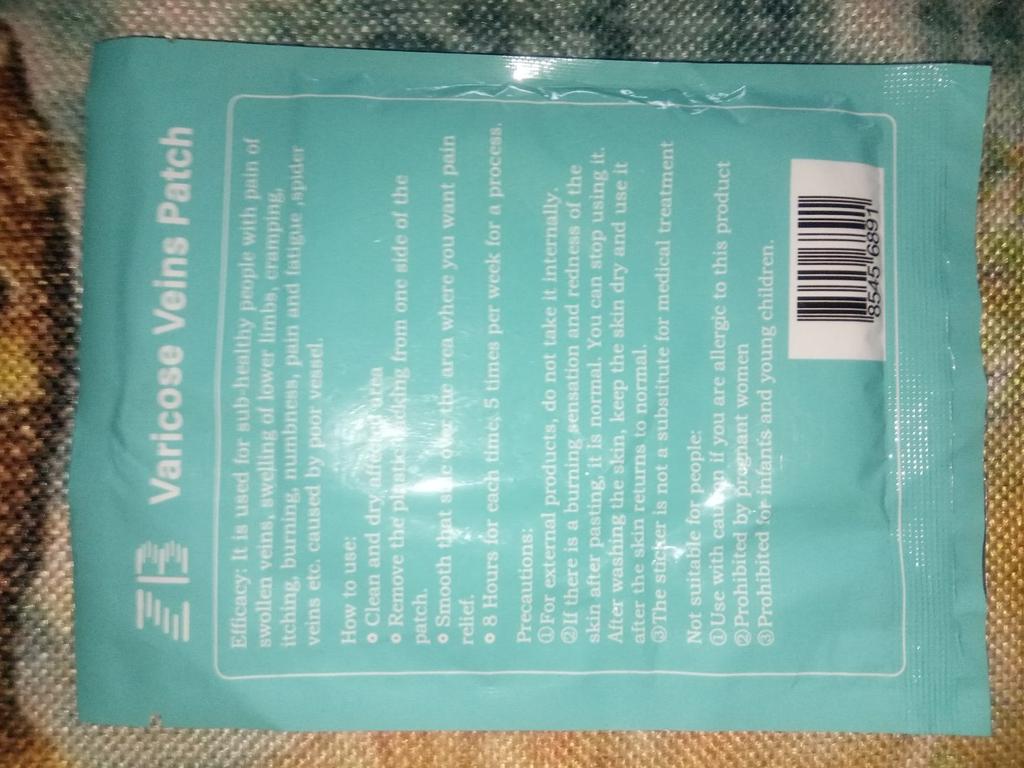 ZB Varicose Veins Patch
Efficacy: It is used for sub-healthy people with pain of
swollen veins, swelling of lower limbs, cramping,
itching, burning, numbness, pain and fatigue ,spider
veins etc. caused by poor vessel.
How to use:
Clean and dry affected area
Remove the plastic backing from one side of the
patch.
Smooth that side over the area where you want pain
relief.
8 Hours for each time, 5 times per week for a process.
Precautions:
①For external products, do not take it internally.
②If there is a burning sensation and redness of the
skin after pasting, it is normal. You can stop using it.
After washing the skin, keep the skin dry and use it
after the skin returns to normal.
③The sticker is not a substitute for medical treatment
Not suitable for people:
①Use with caution if you are allergic to this product
②Prohibited by pregnant women
③Prohibited for infants and young children.
8545 6891